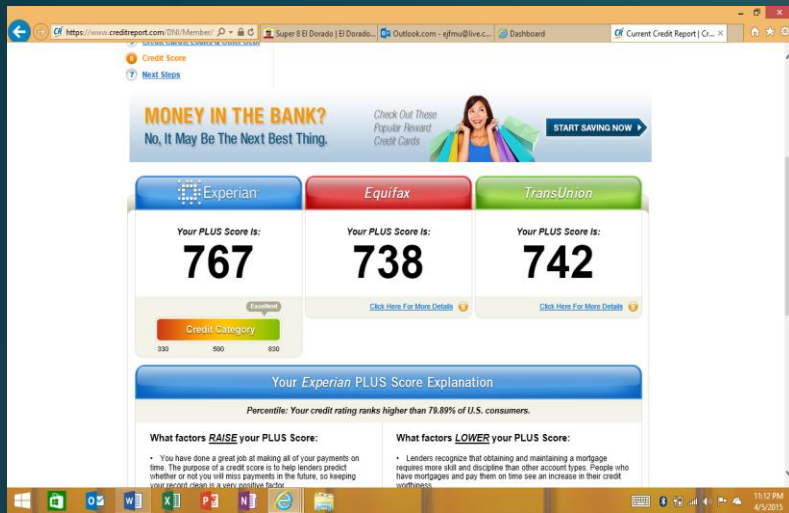 https://www.creditreport.com/DNI/Member/
Super 8 El Dorado | El Dorado...
Outlook.com - ejfmu@live.c...
Dashboard
Current Credit Report | Cr...
5 Credit Cards, Loans & Other Debt
6 Credit Score
7 Next Steps
MONEY IN THE BANK?
No, It May Be The Next Best Thing.
Check Out These
Popular Reward
Credit Cards
START SAVING NOW
Experian
Equifax
TransUnion
Your PLUS Score Is:
767
Your PLUS Score Is:
738
Your PLUS Score Is:
742
Excellent
Credit Category
330 580 830
Click Here For More Details
Click Here For More Details
Your Experian PLUS Score Explanation
Percentile: Your credit rating ranks higher than 79.89% of U.S. consumers.
What factors RAISE your PLUS Score:
• You have done a great job at making all of your payments on
time. The purpose of a credit score is to help lenders predict
whether or not you will miss payments in the future, so keeping
your record clean is a very positive factor.
What factors LOWER your PLUS Score:
• Lenders recognize that obtaining and maintaining a mortgage
requires more skill and discipline than other account types. People who
have mortgages and pay them on time see an increase in their credit
worthiness.
11:12 PM
4/5/2015